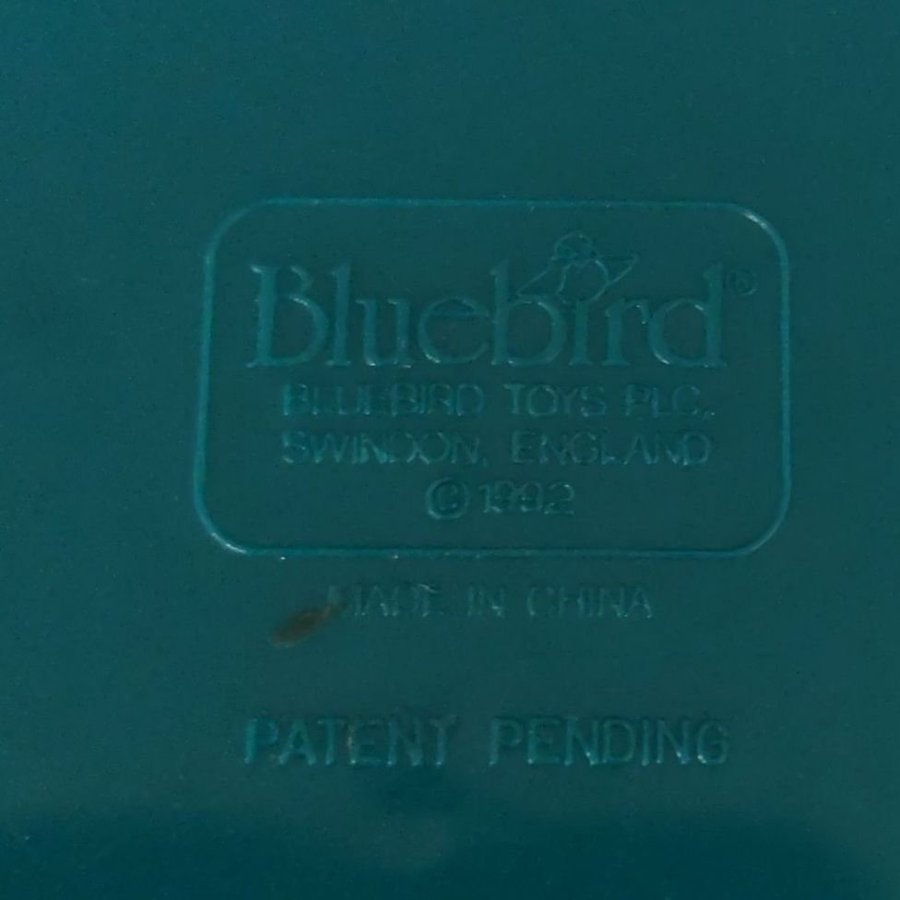 Bluebird®
BLUEBIRD TOYS PLC,
SWINDON, ENGLAND
© 1992
MADE IN CHINA
PATENT PENDING